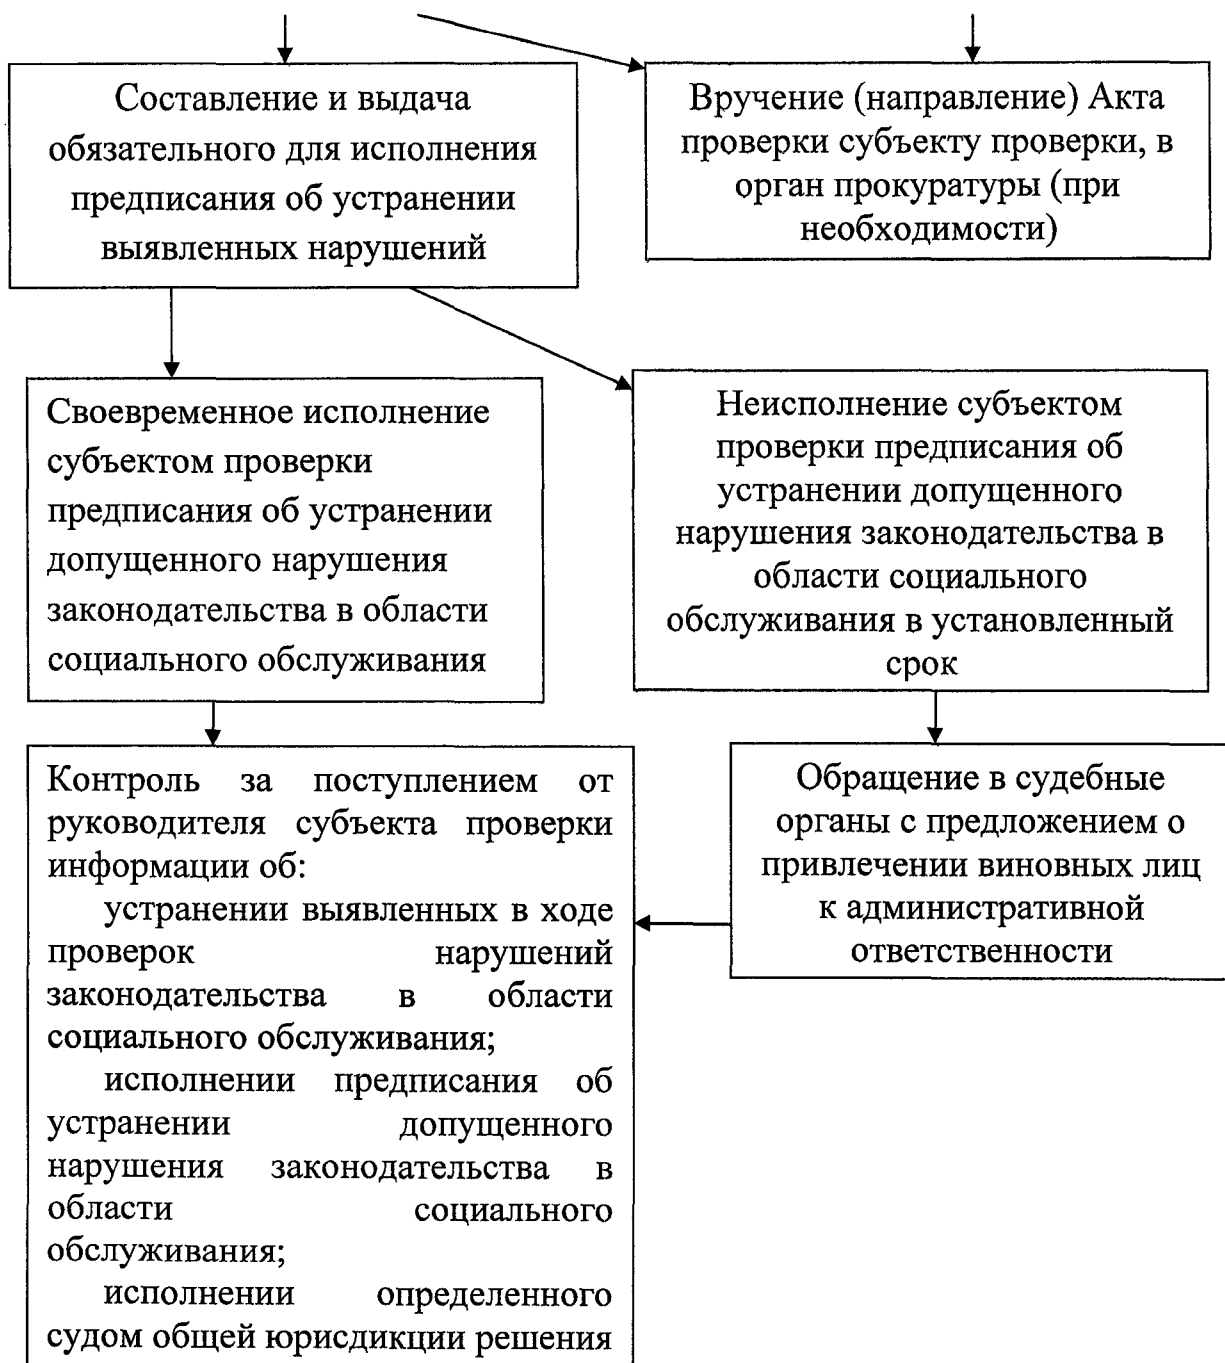 Составление и выдача
обязательного для исполнения
предписания об устранении
выявленных нарушений
Вручение (направление) Акта
проверки субъекту проверки, в
орган прокуратуры (при
необходимости)
Своевременное исполнение
субъектом проверки
предписания об устранении
допущенного нарушения
законодательства в области
социального обслуживания
Неисполнение субъектом
проверки предписания об
устранении допущенного
нарушения законодательства в
области социального
обслуживания в установленный
срок
Контроль за поступлением от
руководителя субъекта проверки
информации об:
устранении выявленных в ходе
проверок нарушений
законодательства в области
социального обслуживания;
исполнении предписания об
устранении допущенного
нарушения законодательства в
области социального
обслуживания;
исполнении определенного
судом общей юрисдикции решения
Обращение в судебные
органы с предложением о
привлечении виновных лиц
к административной
ответственности